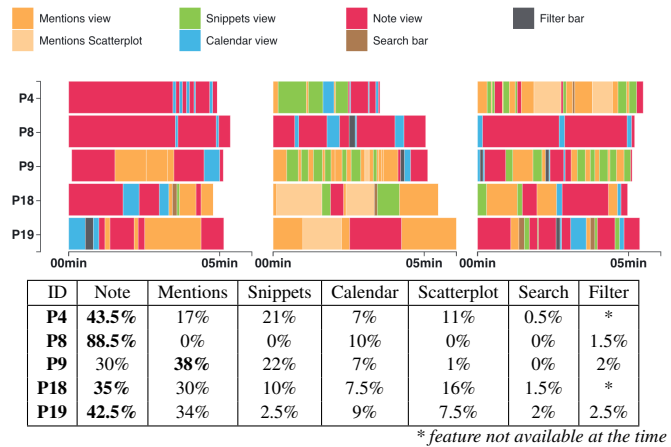 Mentions view Snippets view Note view Filter bar
Mentions Scatterplot Calendar view Search bar
P4
P8
P9
P18
P19
00min 05min 00min 05min 00min 05min
ID Note Mentions Snippets Calendar Scatterplot Search Filter
P4 43.5% 17% 21% 7% 11% 0.5% *
P8 88.5% 0% 0% 10% 0% 0% 1.5%
P9 30% 38% 22% 7% 1% 0% 2%
P18 35% 30% 10% 7.5% 16% 1.5% *
P19 42.5% 34% 2.5% 9% 7.5% 2% 2.5%
* feature not available at the time